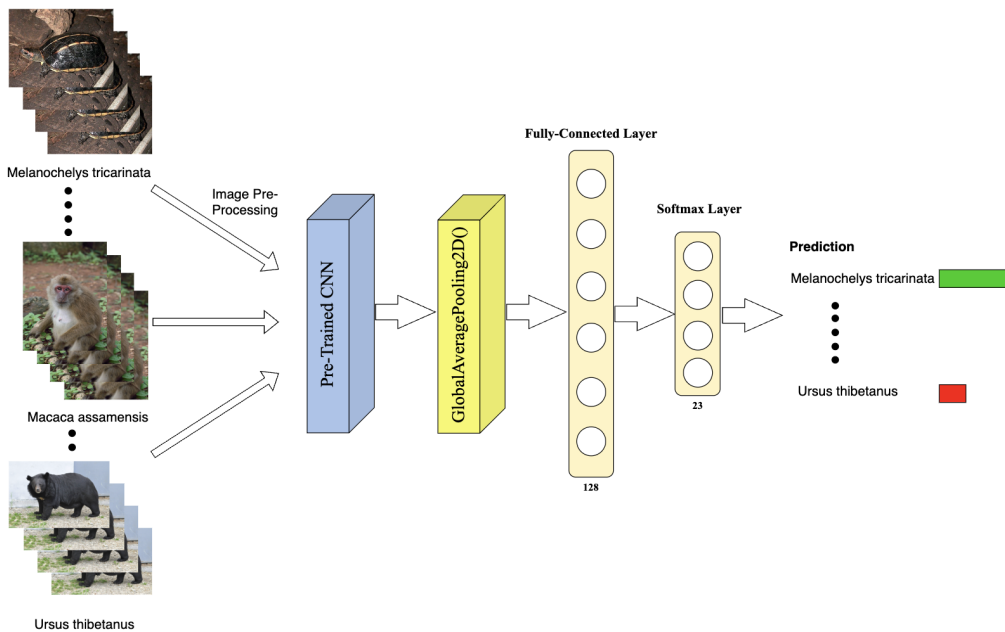 Melanochelys tricarinata
Image Pre-
Processing
Macaca assamensis
Ursus thibetanus
Pre-Trained CNN
GlobalAveragePooling2D()
Fully-Connected Layer
128
Softmax Layer
23
Prediction
Melanochelys tricarinata
Ursus thibetanus